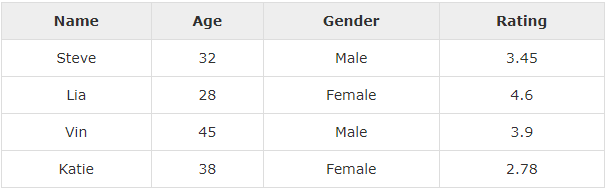 Name Age Gender Rating
Steve 32 Male 3.45
Lia 28 Female 4.6
Vin 45 Male 3.9
Katie 38 Female 2.78